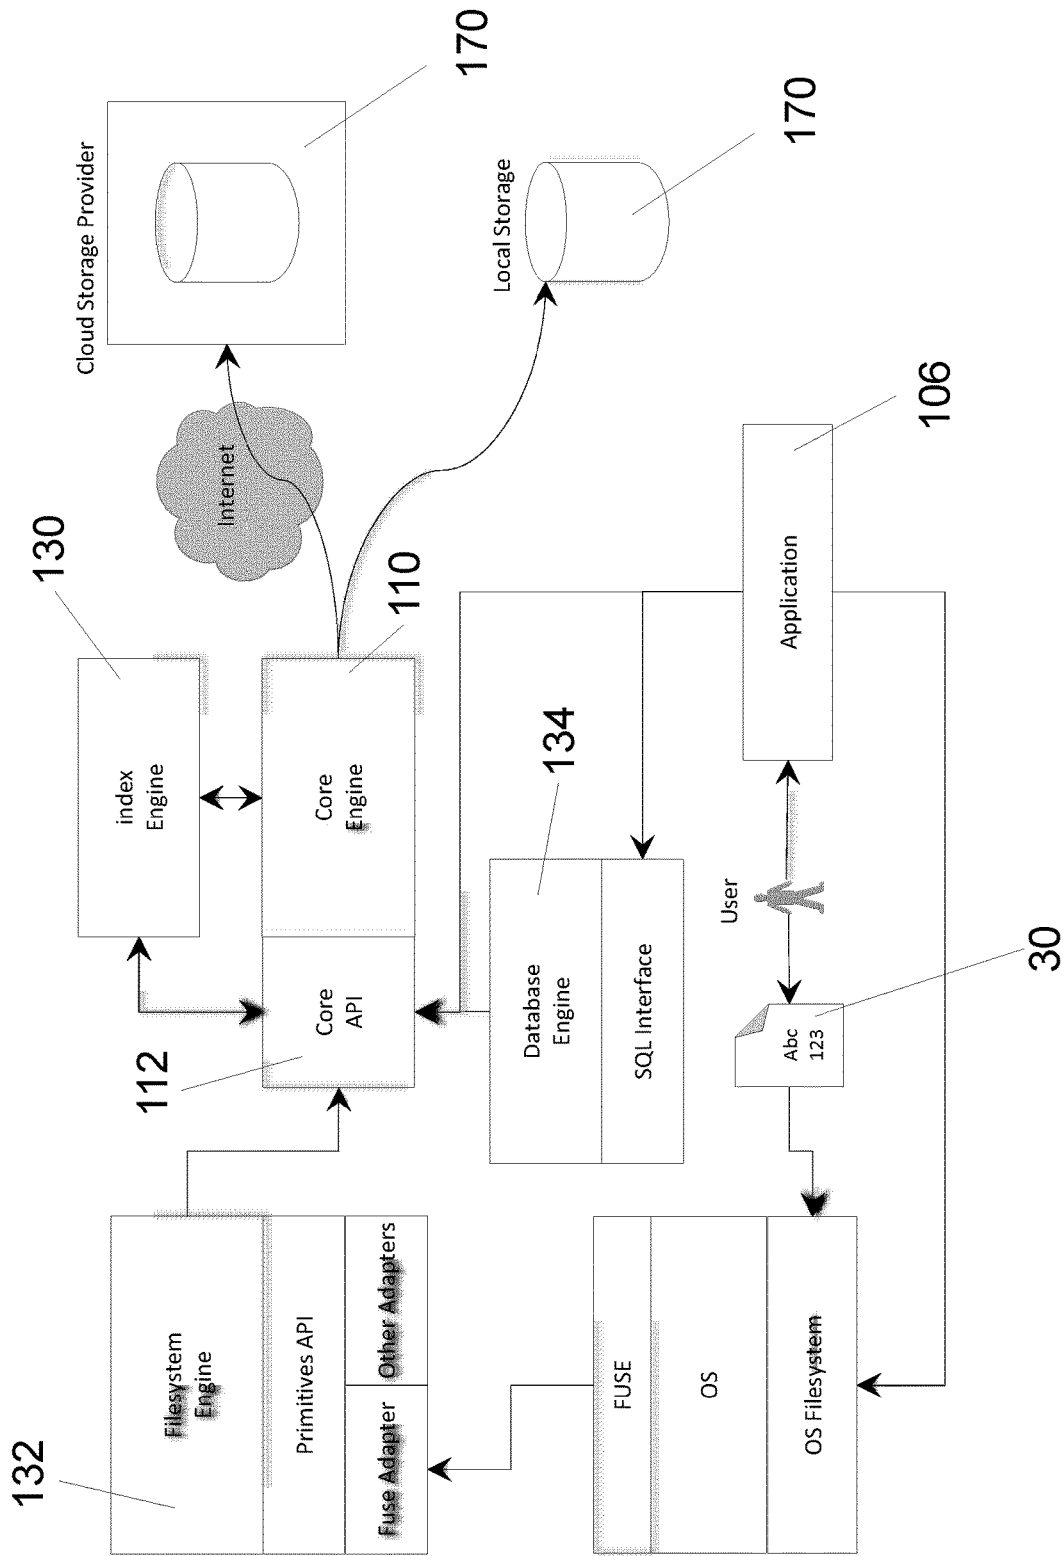 132
Filesystem
Engine
Primitives API
Fuse Adapter
Other Adapters
FUSE
OS
OS Filesystem
112
Core
API
130
index
Engine
Core
Engine
110
Internet
Cloud Storage Provider
170
Local Storage
170
Database
Engine
134
SQL Interface
Abc
123
30
User
Application
106